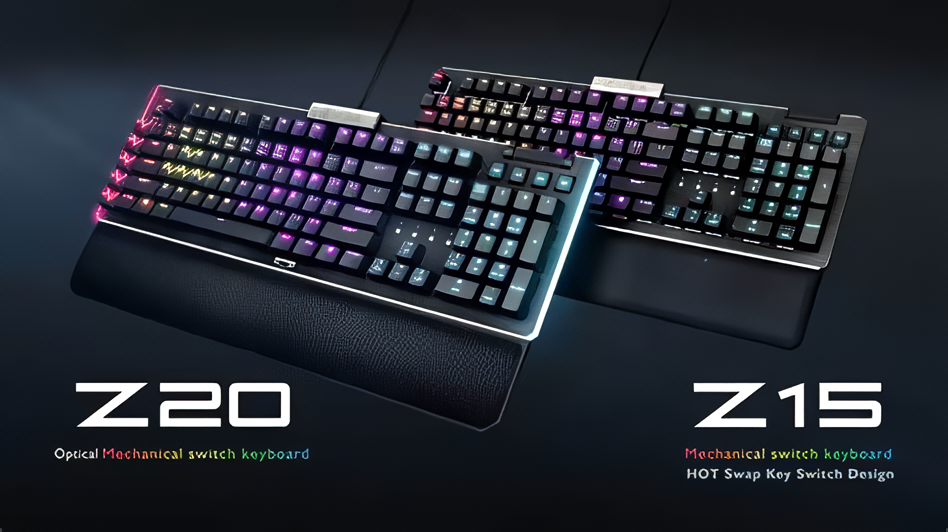 Z20
Optical Mechanical switch keyboard
Z15
Mechanical switch keyboard
HOT Swap Key Switch Design